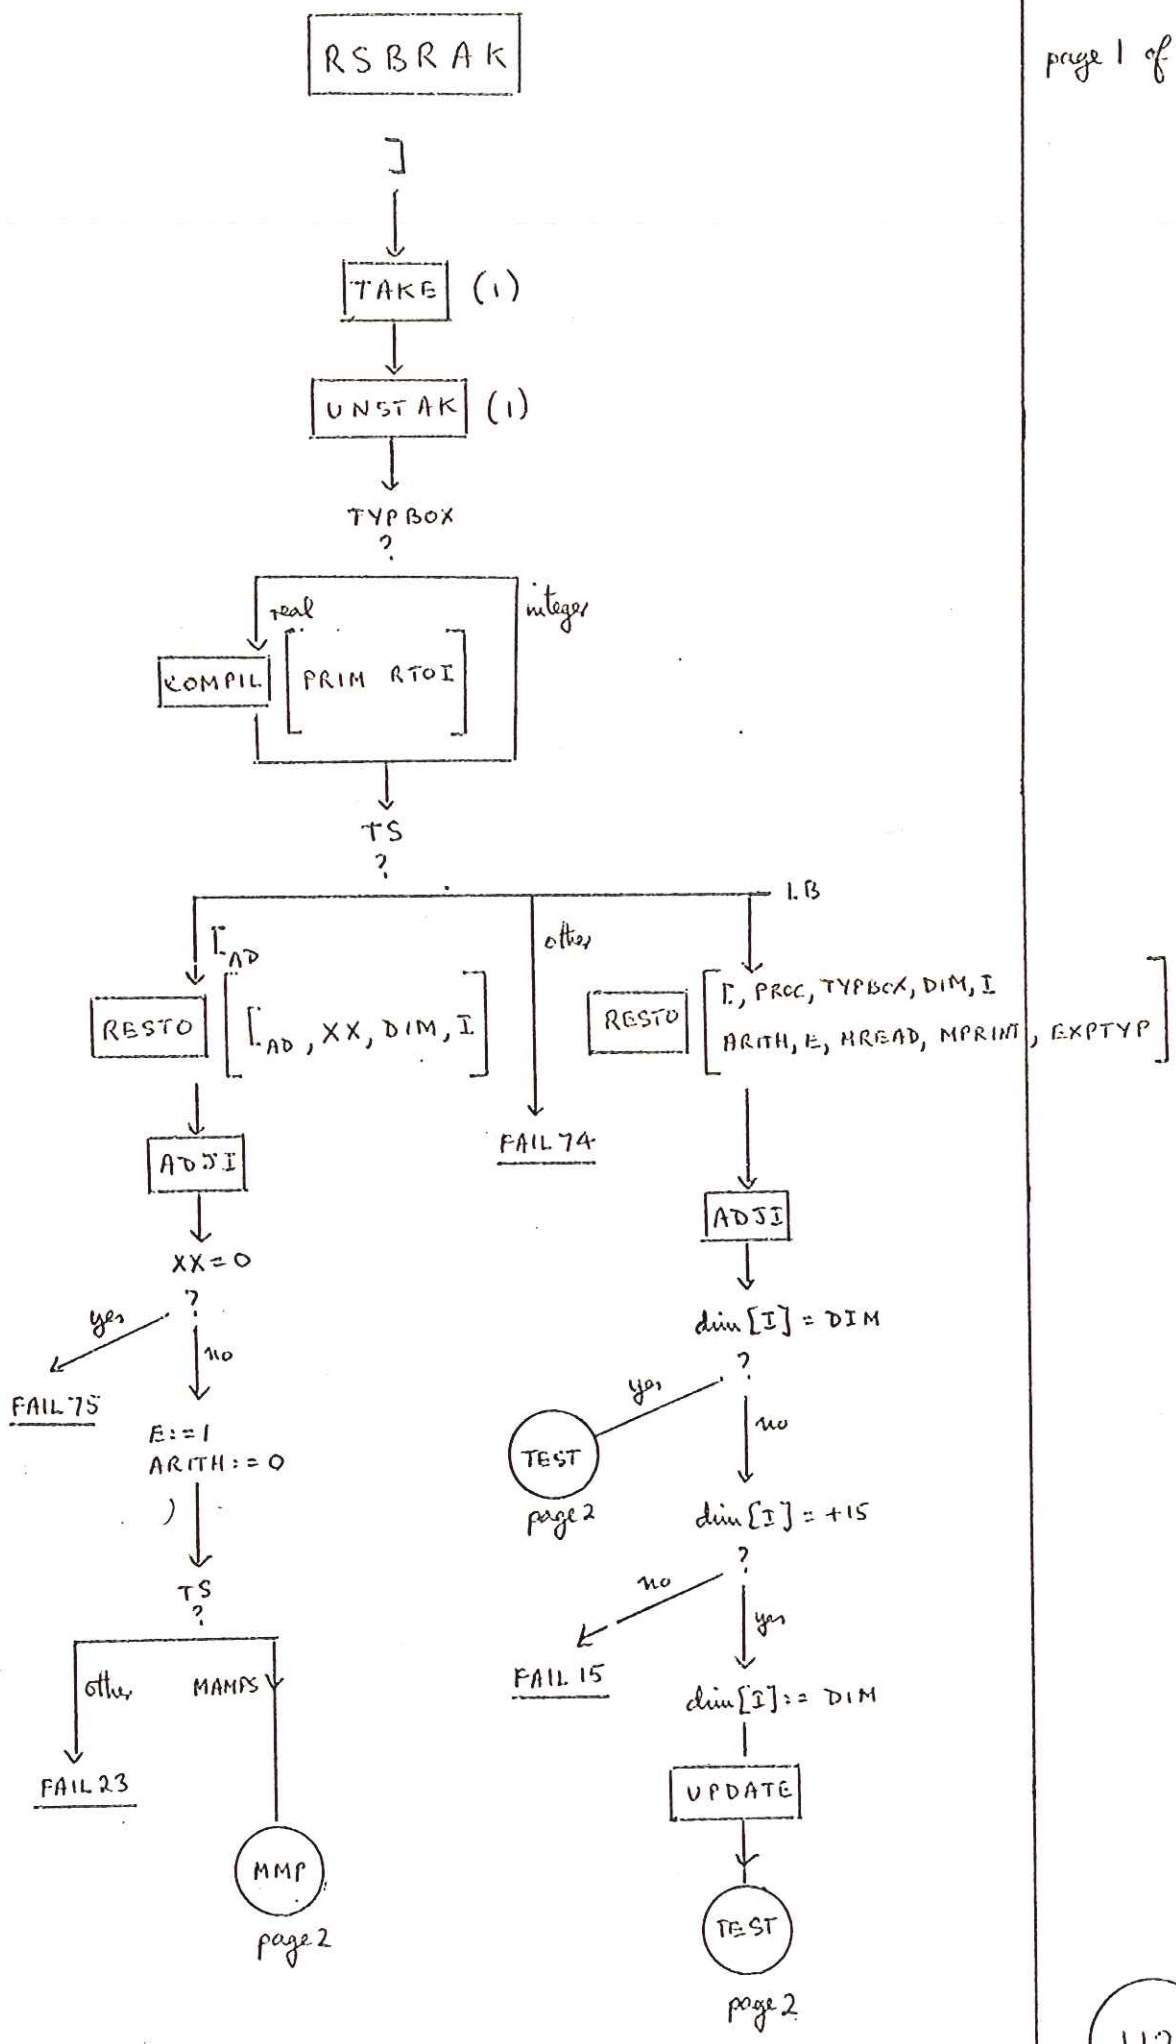 RSBRAK
page 1 of
]
TAKE (1)
UNSTAK (1)
TYPBOX
?
real
integer
COMPIL [PRIM RTOI]
TS
?
I.B
[AD
other
RESTO [[AD, XX, DIM, I]
RESTO [[, PROC, TYPBOX, DIM, I
ARITH, E, MREAD, MPRINT, EXPTYP]
FAIL 74
ADJI
ADJI
XX=0
?
yes
no
FAIL 75
dim[I] = DIM
?
yes
no
TEST
page 2
E:=1
ARITH:=0
dim[I] = +15
?
no
yes
FAIL 15
TS
?
other
MAMPS
FAIL 23
dim[I]:= DIM
UPDATE
MMP
page 2
TEST
page 2